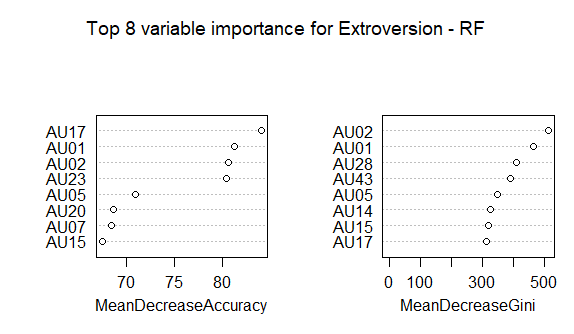 Top 8 variable importance for Extroversion - RF
AU17
AU01
AU02
AU23
AU05
AU20
AU07
AU15
70 75 80
MeanDecreaseAccuracy
AU02
AU01
AU28
AU43
AU05
AU14
AU15
AU17
0 100 300 500
MeanDecreaseGini